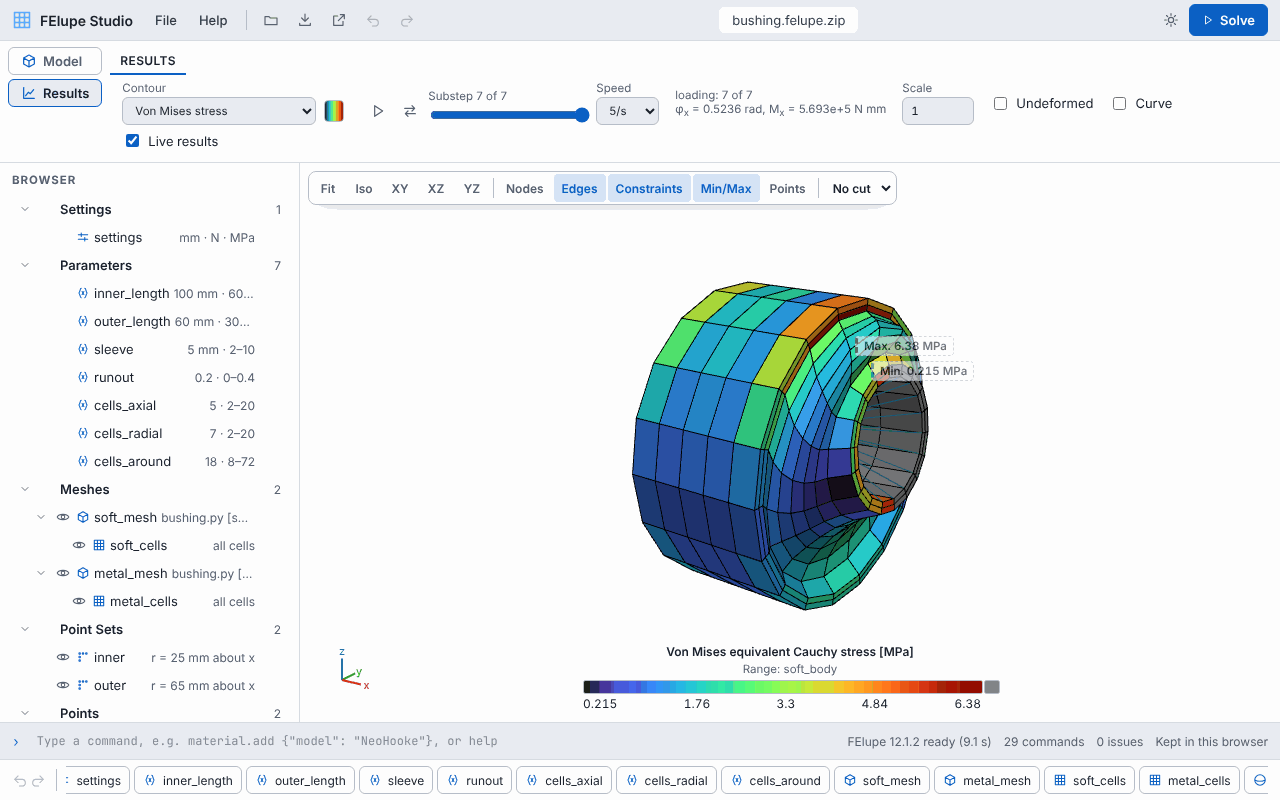 FElupe Studio File Help bushing.felupe.zip Solve
Model RESULTS
Results
Contour
Von Mises stress
Substep 7 of 7
Speed
5/s
loading: 7 of 7
φx = 0.5236 rad, Mx = 5.693e+5 N mm
Scale
1
Undeformed
Curve
Live results
BROWSER
Settings 1
settings mm · N · MPa
Parameters 7
inner_length 100 mm · 60...
outer_length 60 mm · 30...
sleeve 5 mm · 2–10
runout 0.2 · 0–0.4
cells_axial 5 · 2–20
cells_radial 7 · 2–20
cells_around 18 · 8–72
Meshes 2
soft_mesh bushing.py [s...
soft_cells all cells
metal_mesh bushing.py [...
metal_cells all cells
Point Sets 2
inner r = 25 mm about x
outer r = 65 mm about x
Points 2
Fit Iso XY XZ YZ Nodes Edges Constraints Min/Max Points No cut
Max. 6.38 MPa
Min. 0.215 MPa
z
y
x
Von Mises equivalent Cauchy stress [MPa]
Range: soft_body
0.215 1.76 3.3 4.84 6.38
› Type a command, e.g. material.add {"model": "NeoHooke"}, or help
FElupe 12.1.2 ready (9.1 s) 29 commands 0 issues Kept in this browser
settings inner_length outer_length sleeve runout cells_axial cells_radial cells_around soft_mesh metal_mesh soft_cells metal_cells